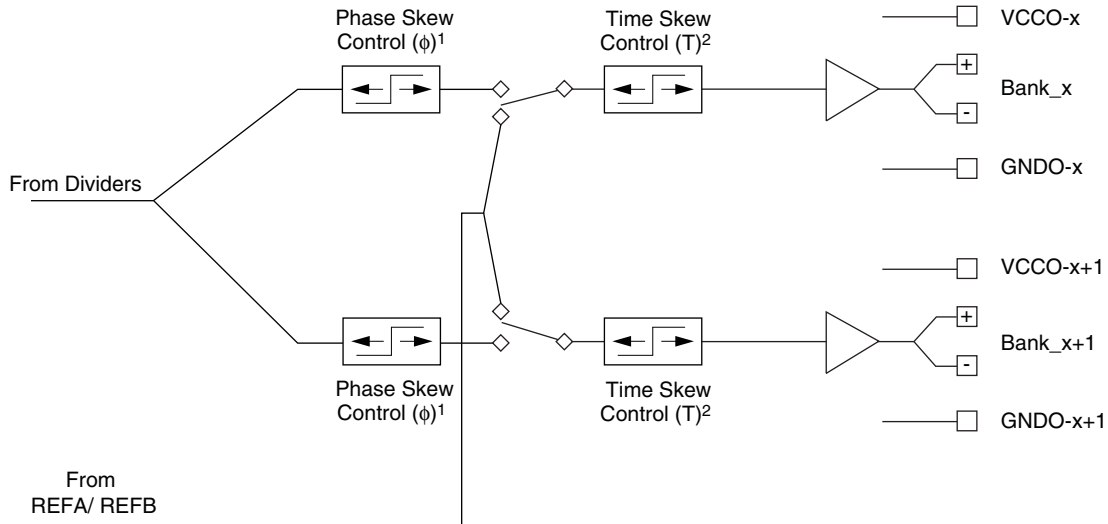 Phase Skew
Control (ϕ)¹
Time Skew
Control (T)²
VCCO-x
+
Bank_x
-
From Dividers
GNDO-x
VCCO-x+1
+
Bank_x+1
-
Phase Skew
Control (ϕ)¹
Time Skew
Control (T)²
GNDO-x+1
From
REFA/ REFB